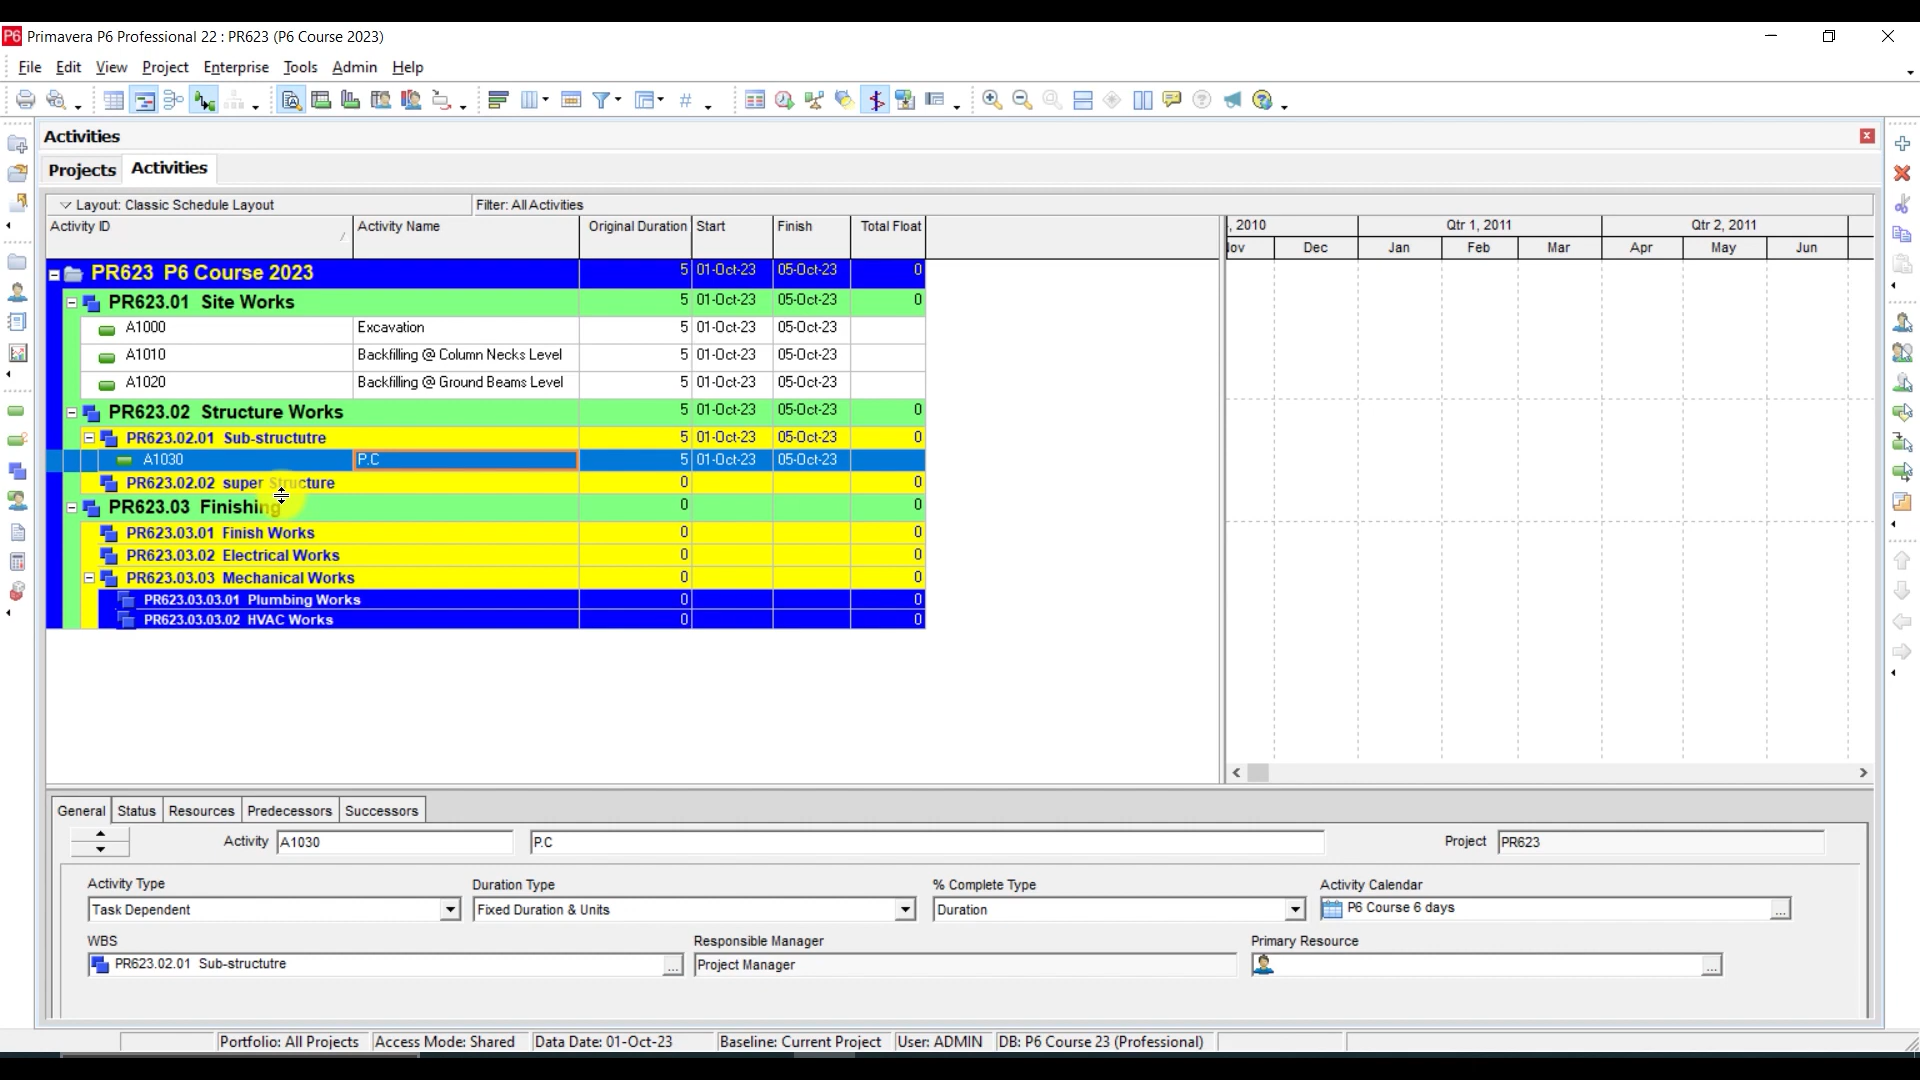 P6 Primavera P6 Professional 22 : PR623 (P6 Course 2023)
File Edit View Project Enterprise Tools Admin Help
Activities
Projects Activities
Layout: Classic Schedule Layout Filter: All Activities
Activity ID Activity Name Original Duration Start Finish Total Float
, 2010 Qtr 1, 2011 Qtr 2, 2011
Nov Dec Jan Feb Mar Apr May Jun
PR623 P6 Course 2023 5 01-Oct-23 05-Oct-23 0
PR623.01 Site Works 5 01-Oct-23 05-Oct-23 0
A1000 Excavation 5 01-Oct-23 05-Oct-23
A1010 Backfilling @ Column Necks Level 5 01-Oct-23 05-Oct-23
A1020 Backfilling @ Ground Beams Level 5 01-Oct-23 05-Oct-23
PR623.02 Structure Works 5 01-Oct-23 05-Oct-23 0
PR623.02.01 Sub-structutre 5 01-Oct-23 05-Oct-23 0
A1030 P.C 5 01-Oct-23 05-Oct-23
PR623.02.02 super Structure 0 0
PR623.03 Finishing 0 0
PR623.03.01 Finish Works 0 0
PR623.03.02 Electrical Works 0 0
PR623.03.03 Mechanical Works 0 0
PR623.03.03.01 Plumbing Works 0 0
PR623.03.03.02 HVAC Works 0 0
General Status Resources Predecessors Successors
Activity A1030 P.C Project PR623
Activity Type Duration Type % Complete Type Activity Calendar
Task Dependent Fixed Duration & Units Duration P6 Course 6 days
WBS Responsible Manager Primary Resource
PR623.02.01 Sub-structutre Project Manager
Portfolio: All Projects Access Mode: Shared Data Date: 01-Oct-23 Baseline: Current Project User: ADMIN DB: P6 Course 23 (Professional)